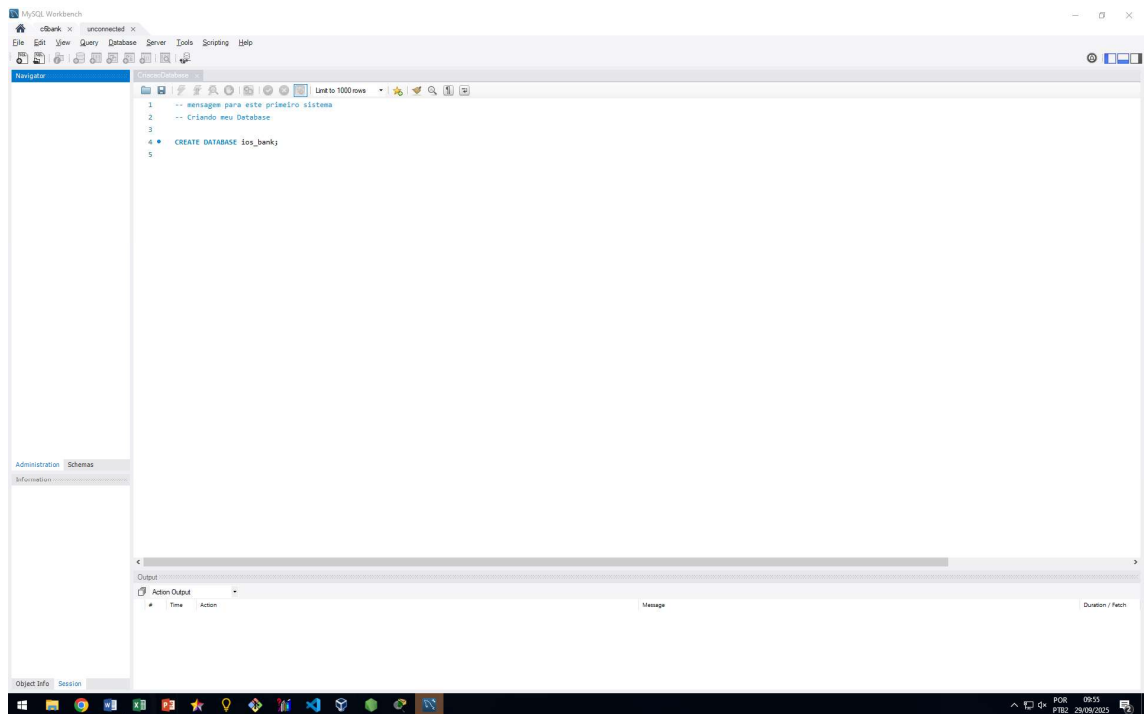 MySQL Workbench
c6bank × unconnected ×
File Edit View Query Database Server Tools Scripting Help
Navigator
Limit to 1000 rows
1 -- mensagem para este primeiro sistema
2 -- Criando meu Database
3
4 CREATE DATABASE ios_bank;
5
Administration Schemas
Information
Output
Action Output
# Time Action Message Duration / Fetch
Object Info Session
POR 09:55
PTB2 29/09/2025